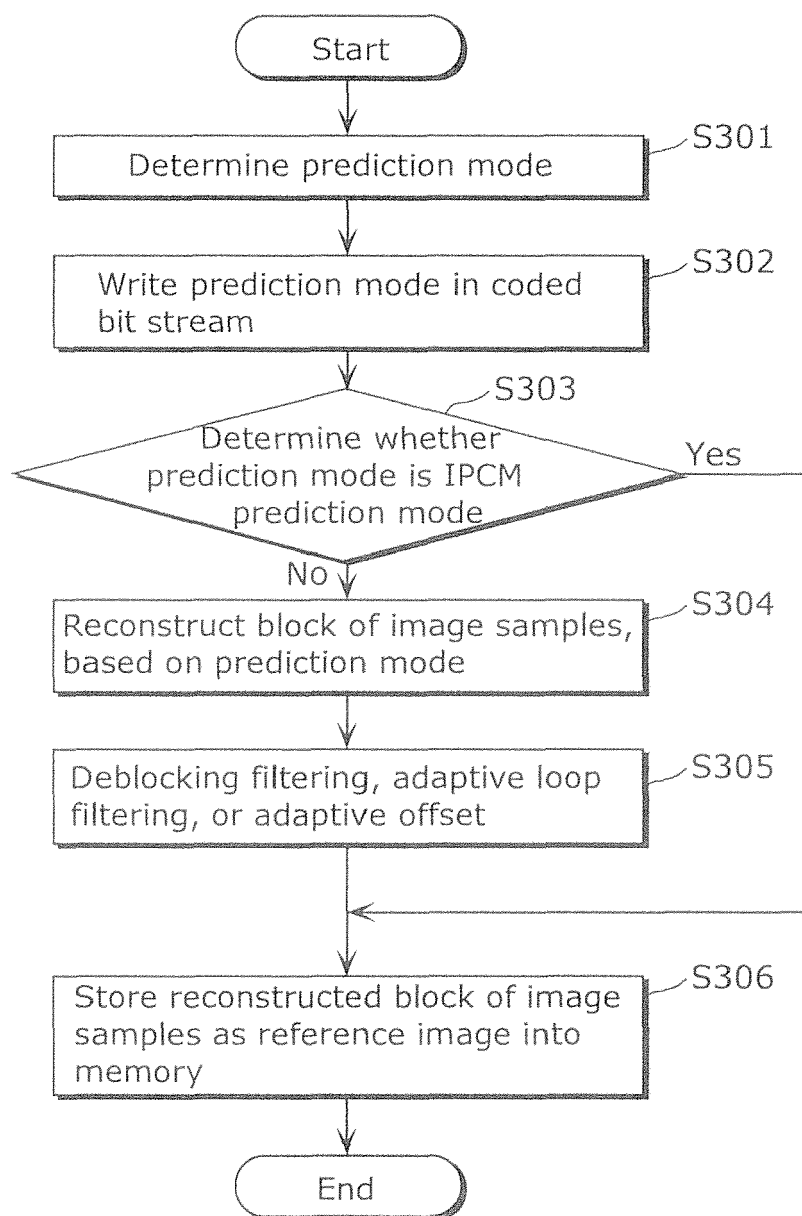 Start
S301
Determine prediction mode
S302
Write prediction mode in coded
bit stream
S303
Determine whether
prediction mode is IPCM
prediction mode
Yes
No
S304
Reconstruct block of image samples,
based on prediction mode
S305
Deblocking filtering, adaptive loop
filtering, or adaptive offset
S306
Store reconstructed block of image
samples as reference image into
memory
End